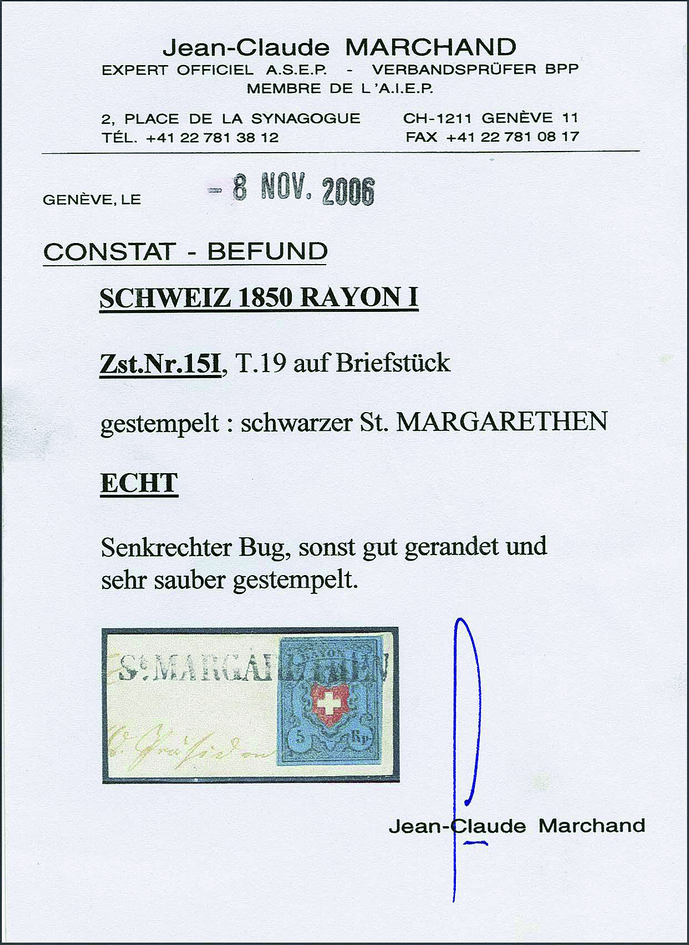 Jean-Claude MARCHAND
EXPERT OFFICIEL A.S.E.P. - VERBANDSPRÜFER BPP
MEMBRE DE L'A.I.E.P.
2, PLACE DE LA SYNAGOGUE CH-1211 GENÈVE 11
TÉL. +41 22 781 38 12 FAX +41 22 781 08 17
GENÈVE, LE - 8 NOV. 2006
CONSTAT - BEFUND
SCHWEIZ 1850 RAYON I
Zst.Nr.15I, T.19 auf Briefstück
gestempelt : schwarzer St. MARGARETHEN
ECHT
Senkrechter Bug, sonst gut gerandet und
sehr sauber gestempelt.
RAYON I
St. MARGARETHEN
5 Rp.
Präsiden
Jean-Claude Marchand